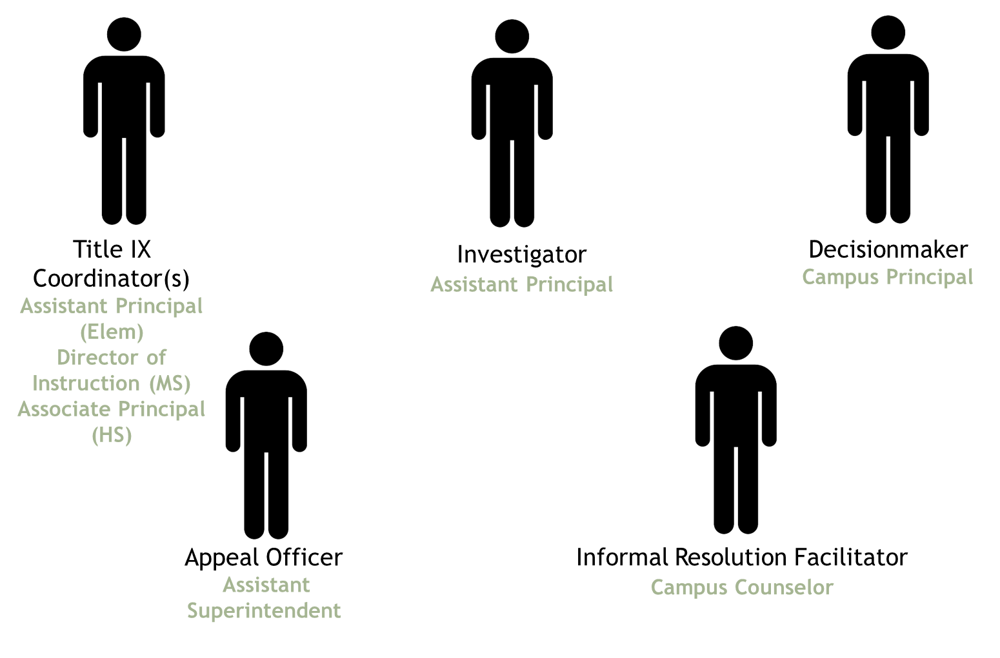 Title IX
Coordinator(s)
Assistant Principal
(Elem)
Director of
Instruction (MS)
Associate Principal
(HS)
Investigator
Assistant Principal
Decisionmaker
Campus Principal
Appeal Officer
Assistant
Superintendent
Informal Resolution Facilitator
Campus Counselor